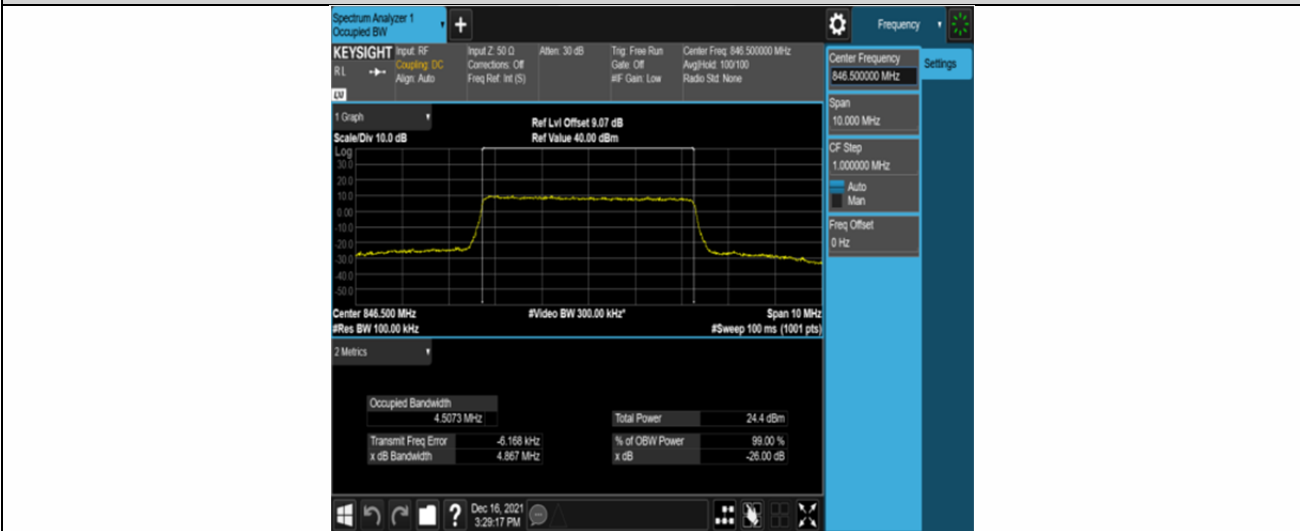 Spectrum Analyzer 1
Occupied BW
+
Frequency
KEYSIGHT
R L
LXI
Input: RF
Coupling: DC
Align: Auto
Input Z: 50 Ω
Corrections: Off
Freq Ref: Int (S)
Atten: 30 dB
Trig: Free Run
Gate: Off
#IF Gain: Low
Center Freq: 846.500000 MHz
Avg|Hold: 100/100
Radio Std: None
Center Frequency
846.500000 MHz
Settings
Span
10.000 MHz
CF Step
1.000000 MHz
Auto
Man
Freq Offset
0 Hz
1 Graph
Scale/Div 10.0 dB
Ref Lvl Offset 9.07 dB
Ref Value 40.00 dBm
Log
30.0
20.0
10.0
0.00
-10.0
-20.0
-30.0
-40.0
-50.0
Center 846.500 MHz
#Video BW 300.00 kHz*
Span 10 MHz
#Res BW 100.00 kHz
#Sweep 100 ms (1001 pts)
2 Metrics
Occupied Bandwidth
4.5073 MHz
Total Power 24.4 dBm
Transmit Freq Error -6.168 kHz
% of OBW Power 99.00 %
x dB Bandwidth 4.867 MHz
x dB -26.00 dB
?
Dec 16, 2021
3:29:17 PM